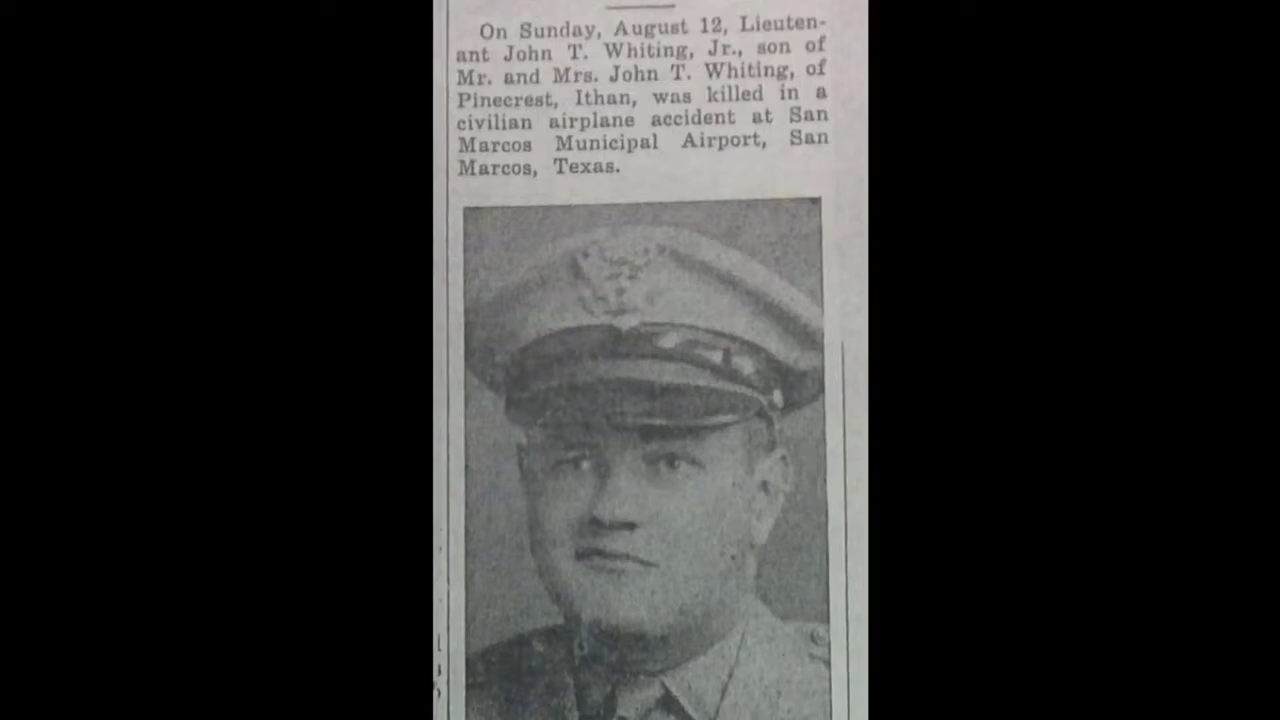 On Sunday, August 12, Lieuten-
ant John T. Whiting, Jr., son of
Mr. and Mrs. John T. Whiting, of
Pinecrest, Ithan, was killed in a
civilian airplane accident at San
Marcos Municipal Airport, San
Marcos, Texas.